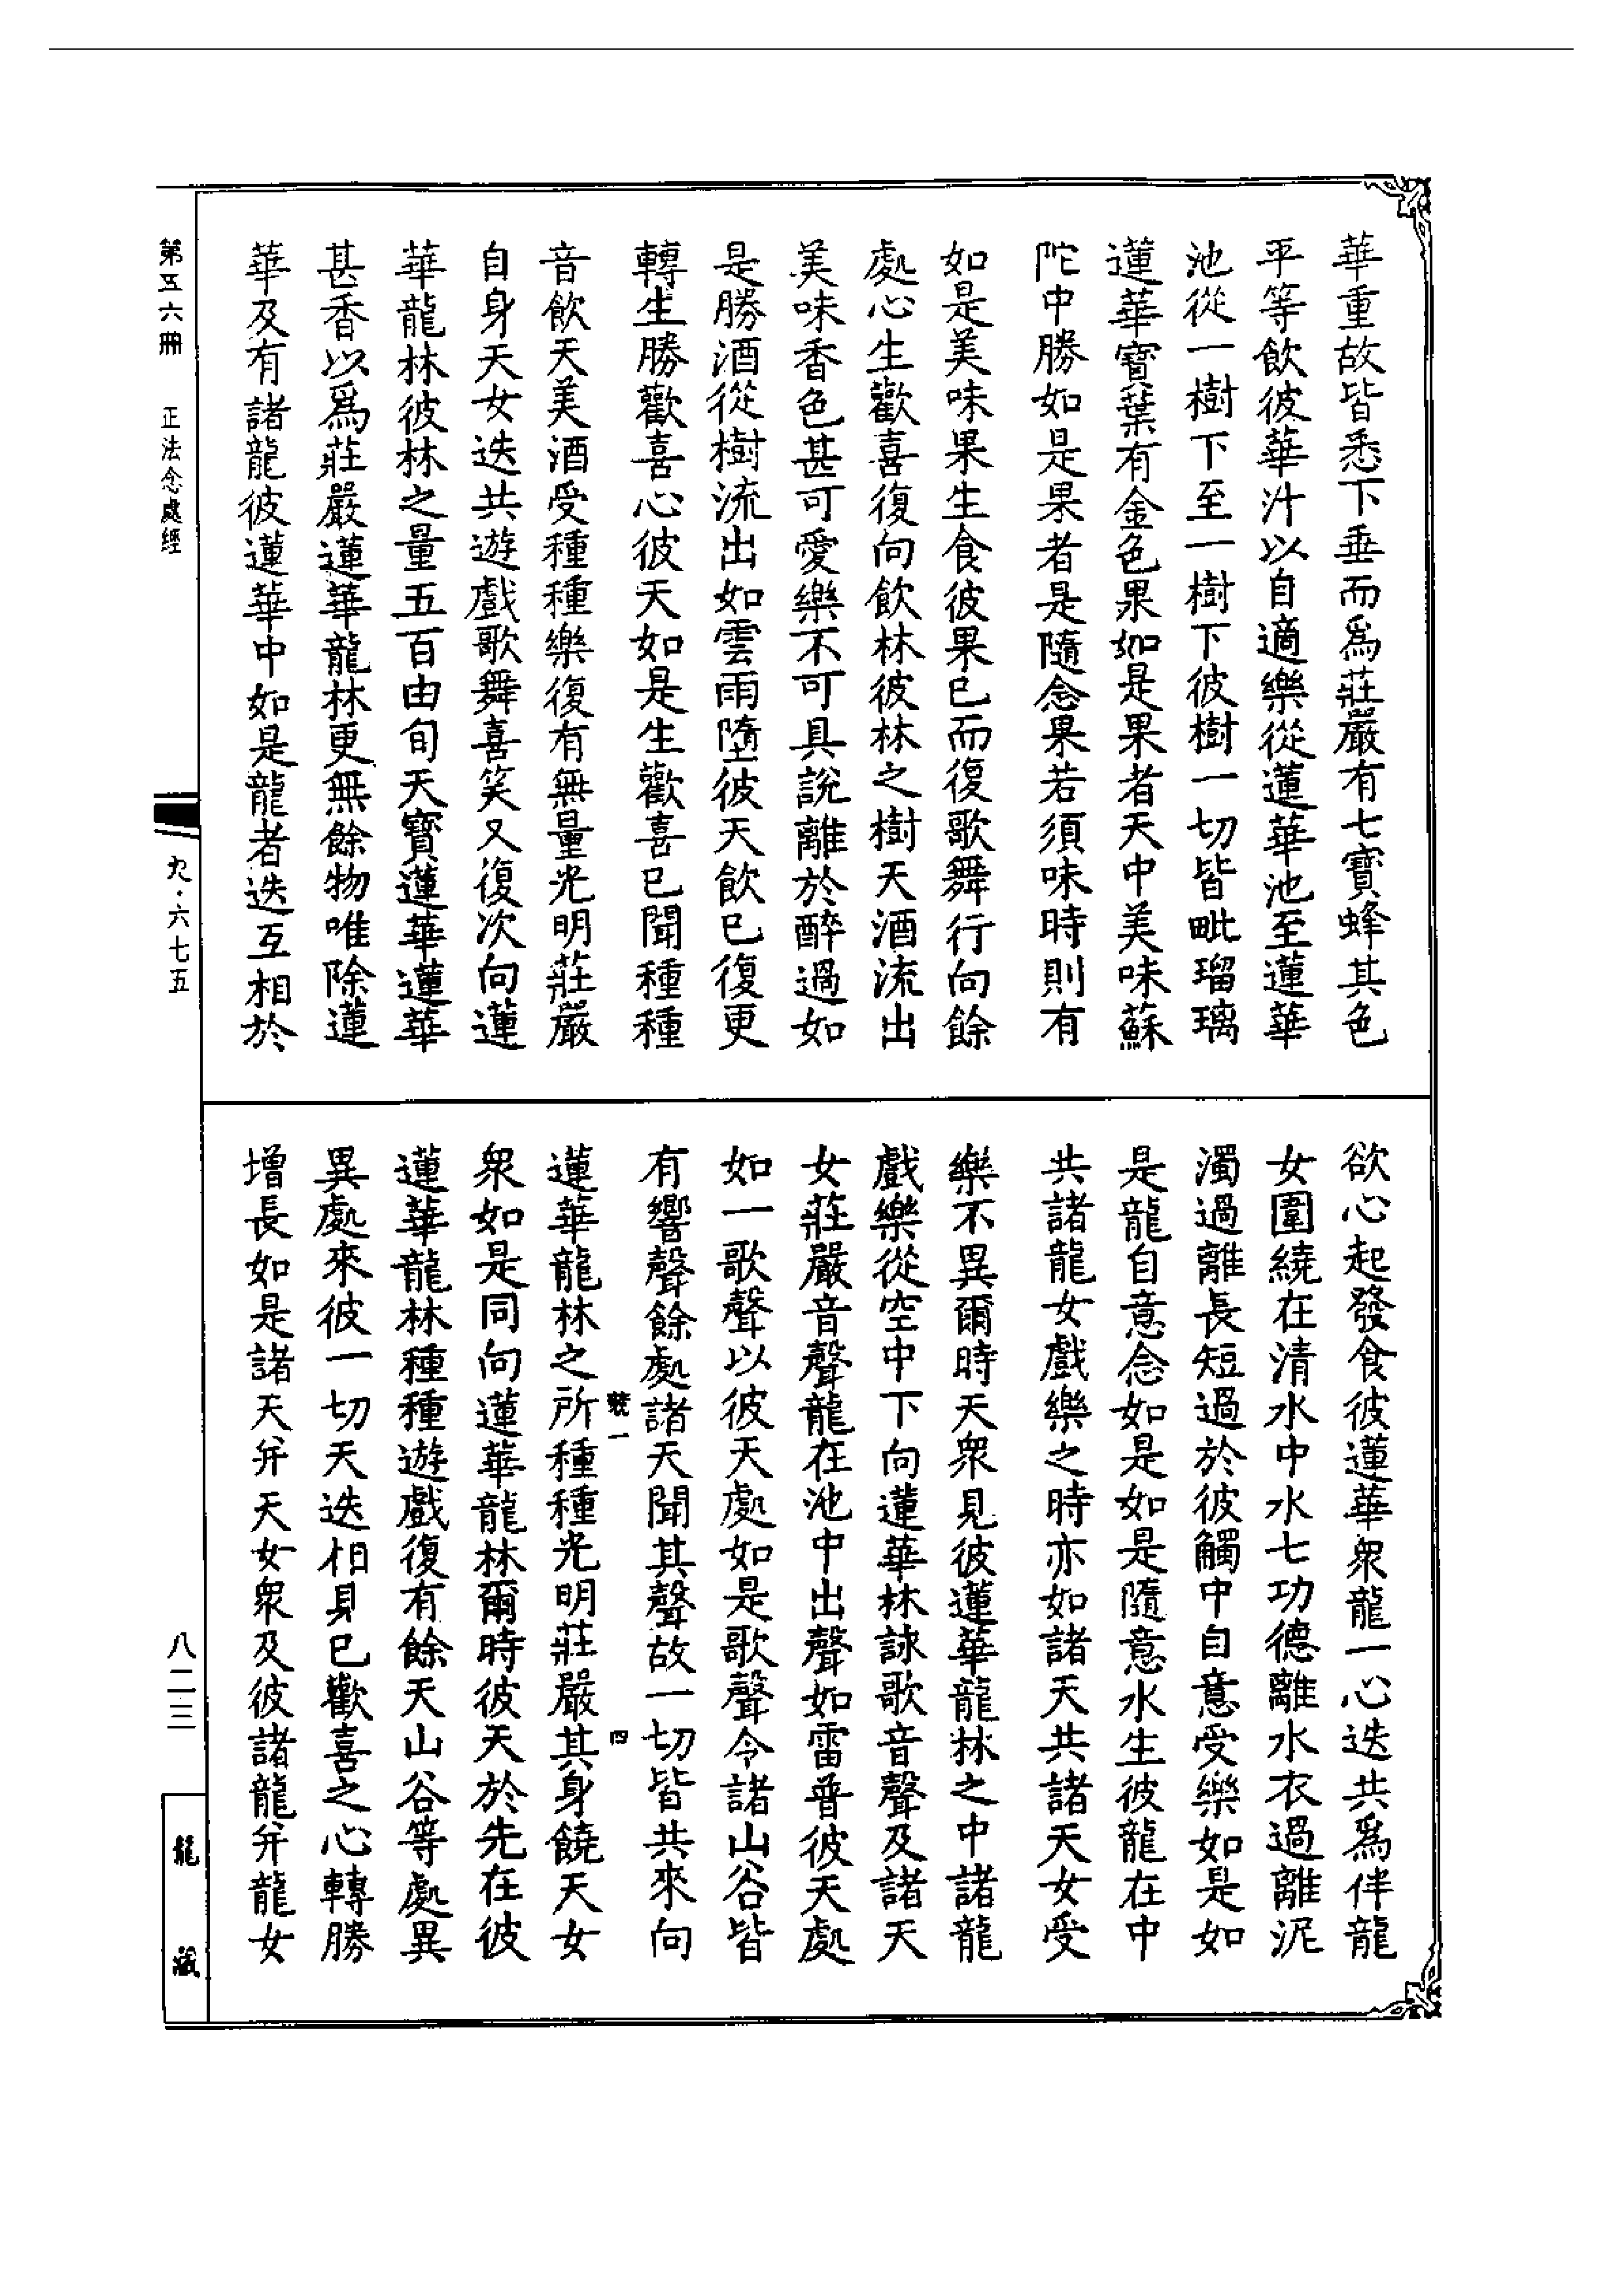 華重故皆悉下垂而爲莊嚴有七寶蜂其色
平等飲彼華汁以自適樂從蓮華池至蓮華
池從一樹下至一樹下彼樹一切皆毗瑠璃
蓮華寶葉有金色果如是果者天中美味蘇
陀中勝如是果者是隨念果若須味時則有
如是美味果生食彼果已而復歌舞行向餘
處心生歡喜復向飲林彼林之樹天酒流出
美味香色甚可愛樂不可具說離於醉過如
是勝酒從樹流出如雲雨墮彼天飲已復更
轉生勝歡喜心彼天如是生歡喜已聞種種
音飲天美酒受種種樂復有無量光明莊嚴
自身天女迭共遊戲歌舞喜笑又復次向蓮
華龍林彼林之量五百由旬天寶蓮華蓮華
甚香以爲莊嚴蓮華龍林更無餘物唯除蓮
華及有諸龍彼蓮華中如是龍者迭互相於
欲心起發食彼蓮華衆龍一心迭共爲伴龍
女圍繞在清水中水七功德離水衣過離泥
濁過離長短過於彼觸中自意受樂如是如
是龍自意念如是如是隨意水生彼龍在中
共諸龍女戲樂之時亦如諸天共諸天女受
樂不異爾時天衆見彼蓮華龍林之中諸龍
戲樂從空中下向蓮華林詠歌音聲及諸天
女莊嚴音聲龍在池中出聲如雷普彼天處
如一歌聲以彼天處如是歌聲令諸山谷皆
有響聲餘處諸天聞其聲故一切皆共來向
號一 四
蓮華龍林之所種種光明莊嚴其身饒天女
衆如是同向蓮華龍林爾時彼天於先在彼
蓮華龍林種種遊戲復有餘天山谷等處異
異處來彼一切天迭相見已歡喜之心轉勝
增長如是諸天幷天女衆及彼諸龍幷龍女
第五六冊 正法念處經
九·六七五
八二三
龍藏